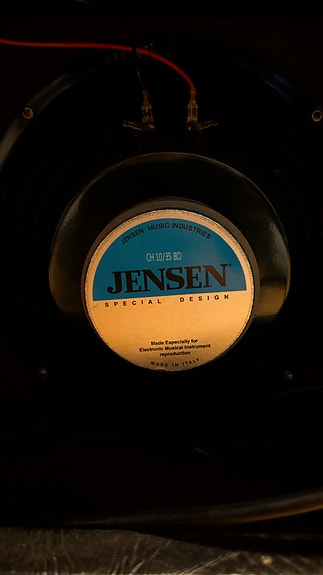 JENSEN MUSIC INDUSTRIES
CH 10/35 8Ω
JENSEN™
SPECIAL DESIGN
Made Especially for
Electronic Musical Instrument
reproduction
MADE IN ITALY